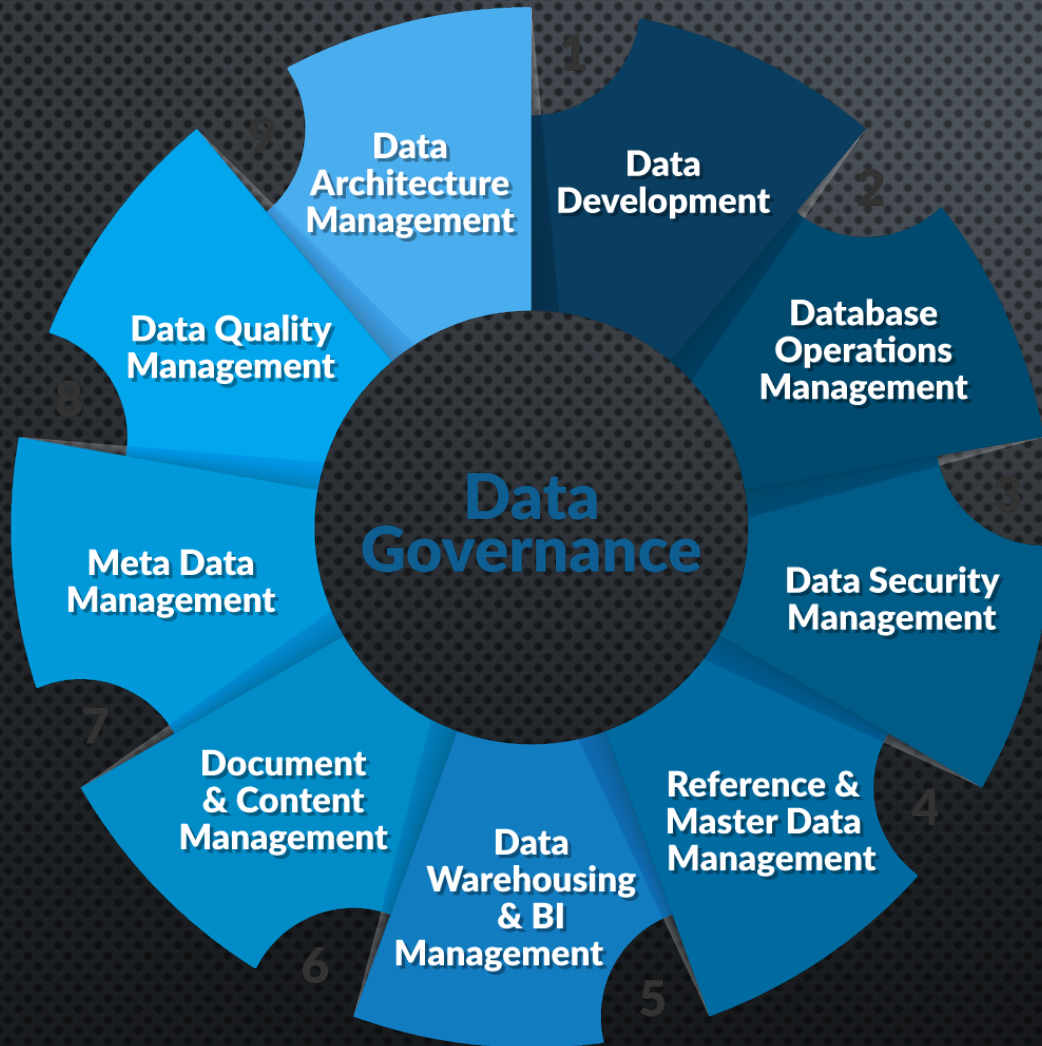 1
Data
Development
2
Database
Operations
Management
3
Data Security
Management
4
Reference &
Master Data
Management
5
Data
Warehousing
& BI
Management
6
Document
& Content
Management
7
Meta Data
Management
8
Data Quality
Management
9
Data
Architecture
Management
Data
Governance